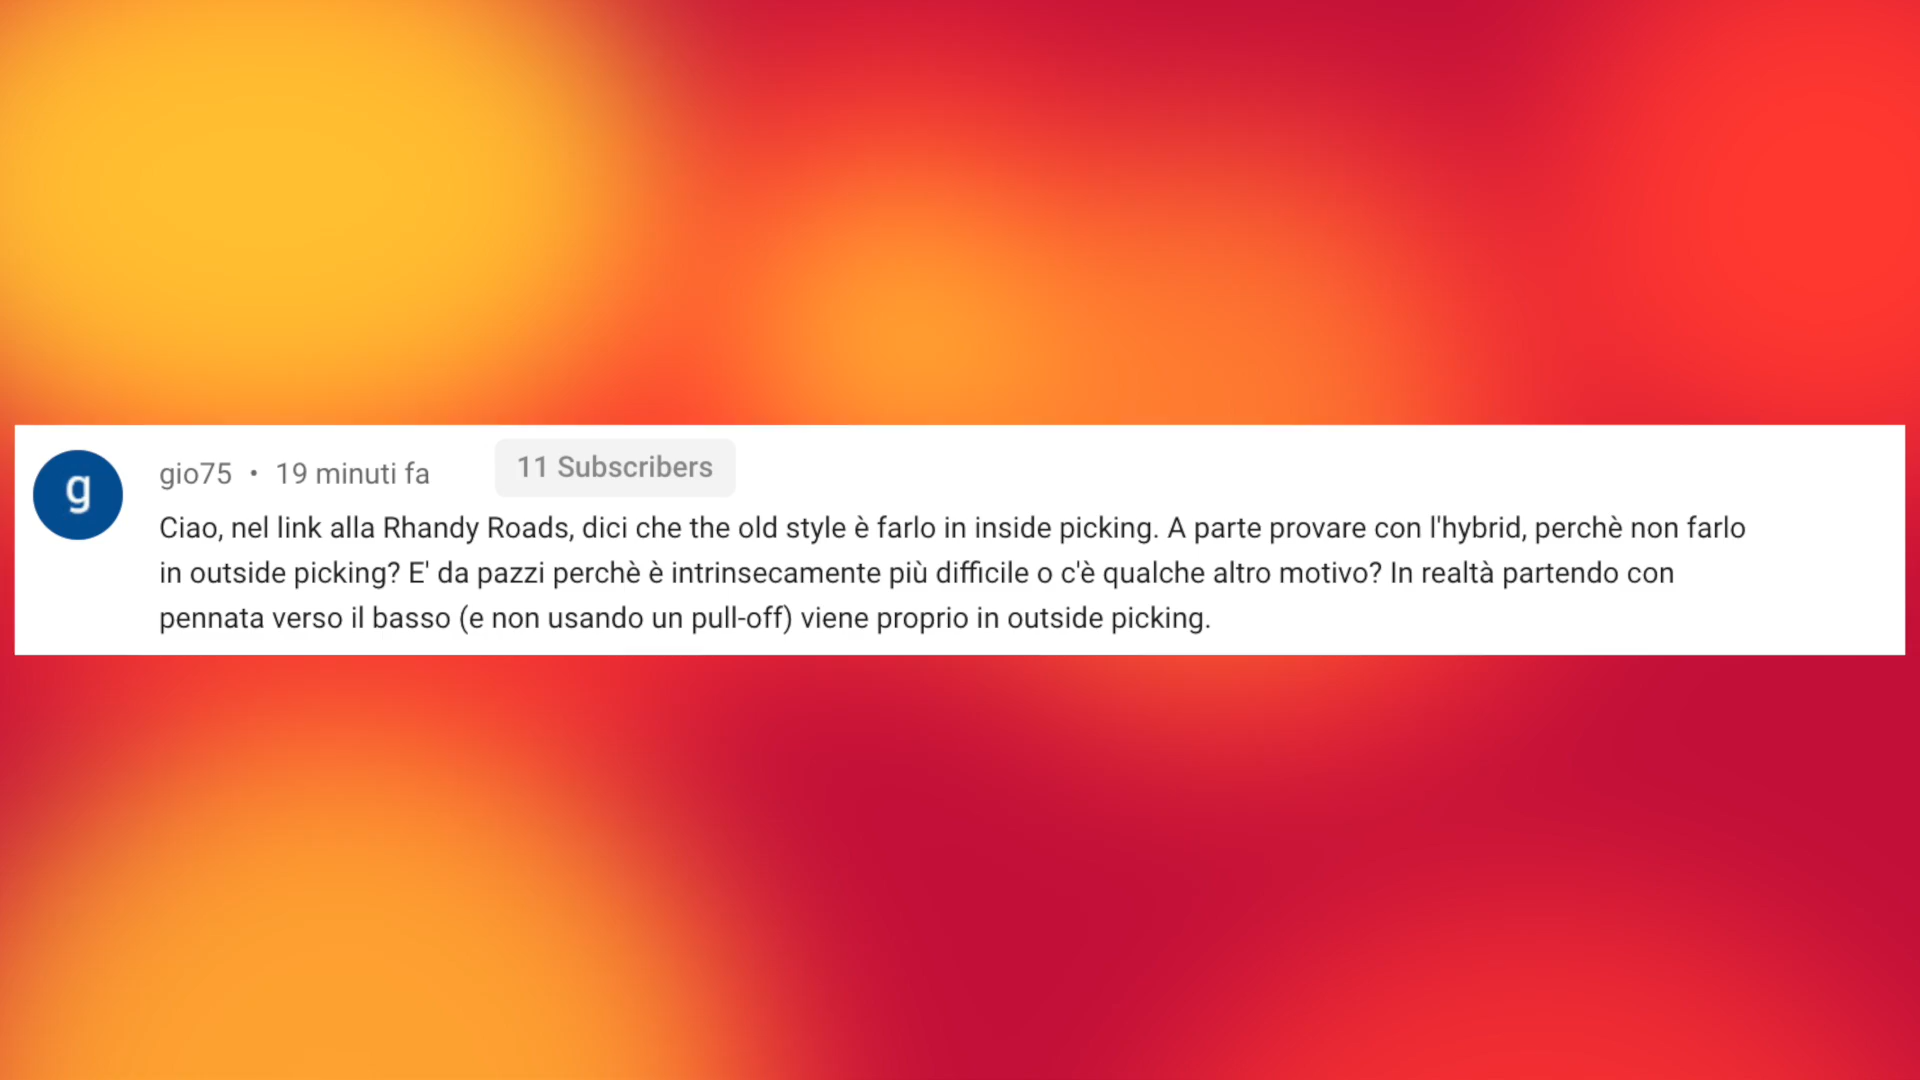 g
gio75 • 19 minuti fa
11 Subscribers
Ciao, nel link alla Rhandy Roads, dici che the old style è farlo in inside picking. A parte provare con l'hybrid, perchè non farlo
in outside picking? E' da pazzi perchè è intrinsecamente più difficile o c'è qualche altro motivo? In realtà partendo con
pennata verso il basso (e non usando un pull-off) viene proprio in outside picking.